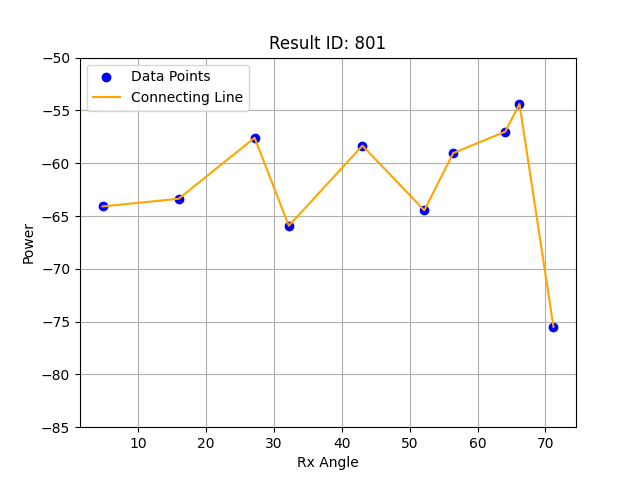 Result ID: 801
Data Points
Connecting Line
−50
−55
−60
−65
−70
−75
−80
−85
Power
10 20 30 40 50 60 70
Rx Angle